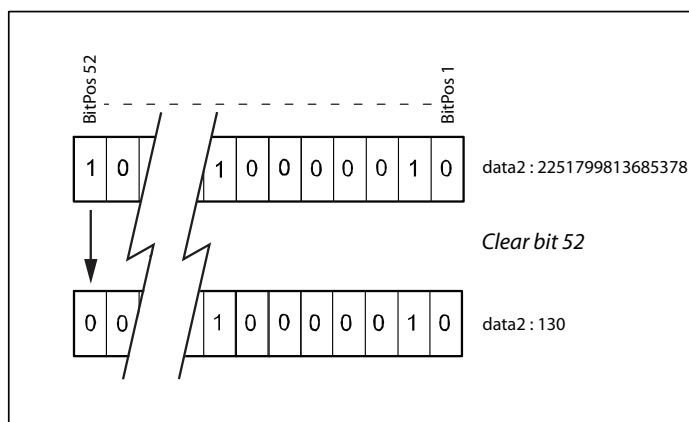 BitPos 52
BitPos 1
1 0 1 0 0 0 0 0 1 0
data2 : 2251799813685378
Clear bit 52
0 0 1 0 0 0 0 0 1 0
data2 : 130